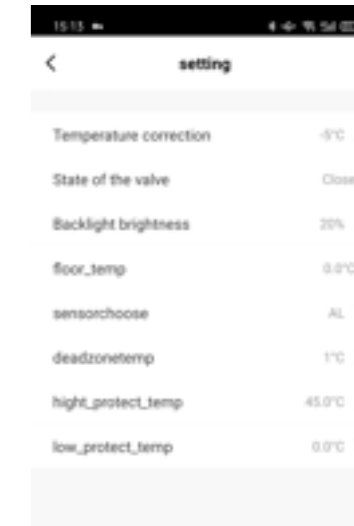 15:13
setting
Temperature correction -5°C
State of the valve Close
Backlight brightness 20%
floor_temp 0.0°C
sensorchoose AL
deadzonetemp 1°C
hight_protect_temp 45.0°C
low_protect_temp 0.0°C